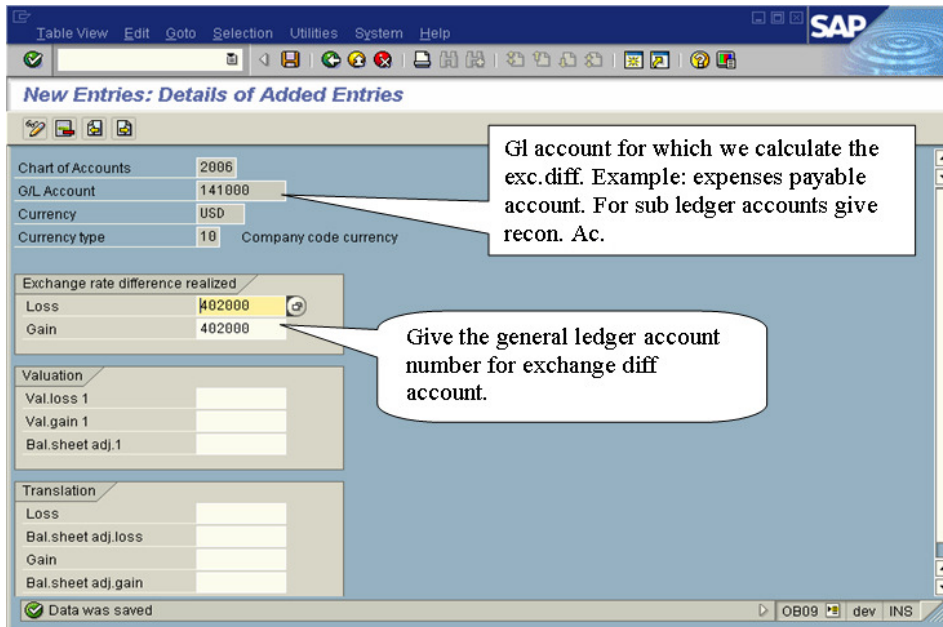 Table View Edit Goto Selection Utilities System Help
SAP
New Entries: Details of Added Entries
Chart of Accounts 2006
G/L Account 141000
Currency USD
Currency type 10 Company code currency
Gl account for which we calculate the
exc.diff. Example: expenses payable
account. For sub ledger accounts give
recon. Ac.
Exchange rate difference realized
Loss 402000
Gain 402000
Give the general ledger account
number for exchange diff
account.
Valuation
Val.loss 1
Val.gain 1
Bal.sheet adj.1
Translation
Loss
Bal.sheet adj.loss
Gain
Bal.sheet adj.gain
Data was saved
OB09 dev INS